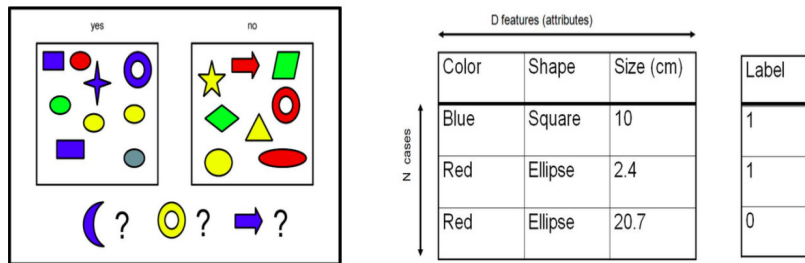 yes no
? ? ?
D features (attributes)
N cases
Color Shape Size (cm) Label
Blue Square 10 1
Red Ellipse 2.4 1
Red Ellipse 20.7 0